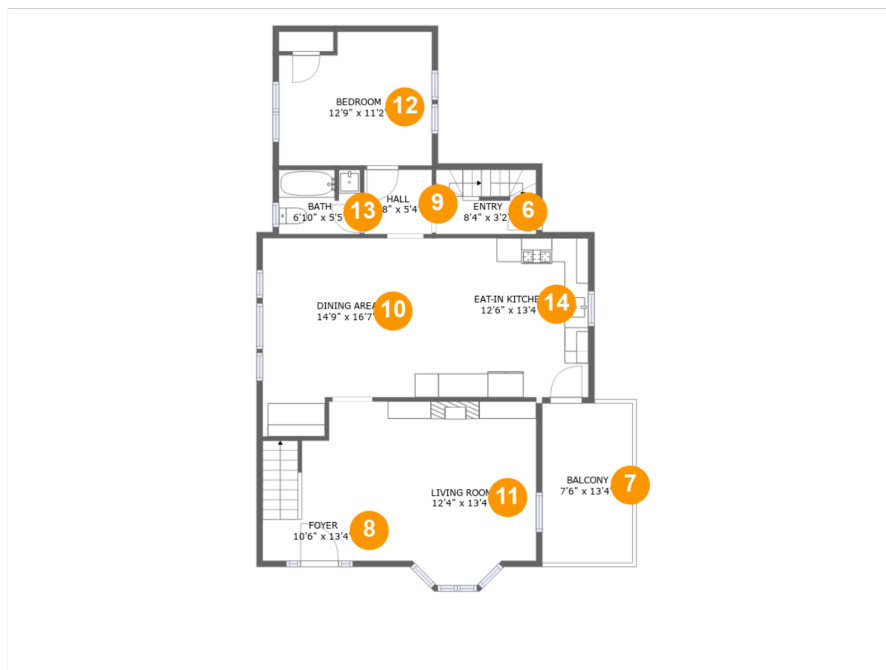 BEDROOM
12'9" x 11'2"
12
HALL
8" x 5'4"
9
BATH
6'10" x 5'5"
13
ENTRY
8'4" x 3'2"
6
DINING AREA
14'9" x 16'7"
10
EAT-IN KITCHEN
12'6" x 13'4"
14
LIVING ROOM
12'4" x 13'4"
11
BALCONY
7'6" x 13'4"
7
FOYER
10'6" x 13'4"
8